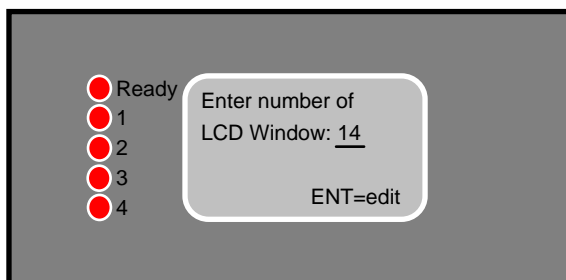 Ready
1
2
3
4
Enter number of
LCD Window: 14
ENT=edit